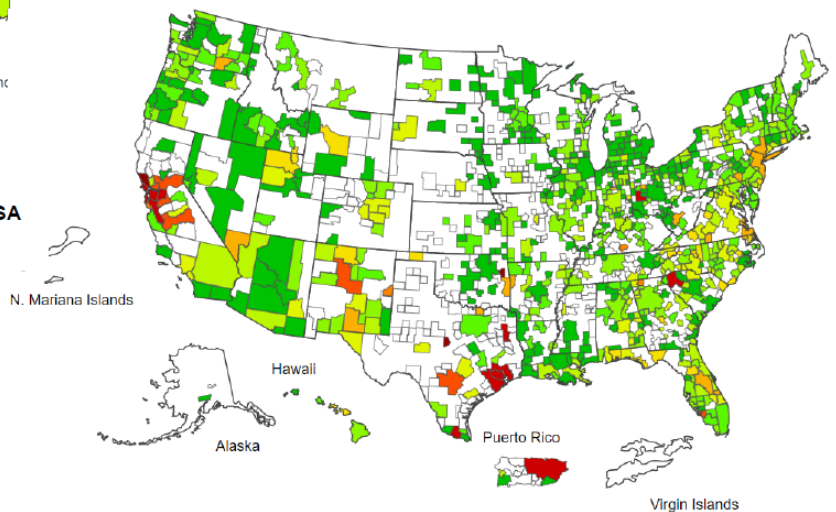 SA
N. Mariana Islands
Hawaii
Alaska
Puerto Rico
Virgin Islands